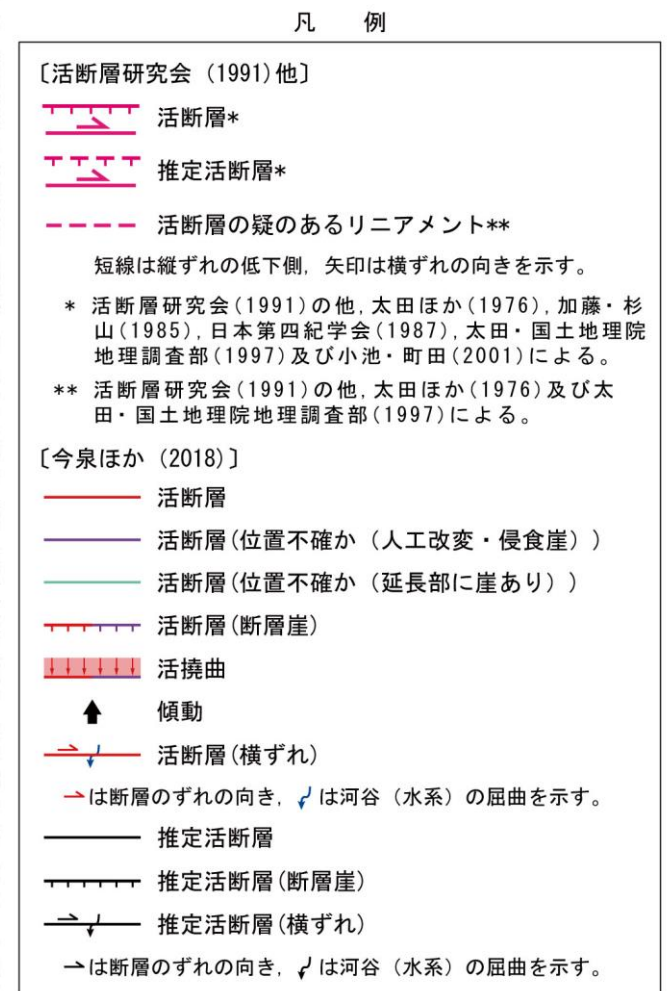 凡 例
〔活断層研究会 (1991)他〕
活断層*
推定活断層*
活断層の疑のあるリニアメント**
短線は縦ずれの低下側, 矢印は横ずれの向きを示す。
* 活断層研究会(1991)の他, 太田ほか(1976), 加藤・杉
山(1985), 日本第四紀学会(1987), 太田・国土地理院
地理調査部(1997)及び小池・町田(2001)による。
** 活断層研究会(1991)の他, 太田ほか(1976)及び太
田・国土地理院地理調査部(1997)による。
〔今泉ほか (2018)〕
活断層
活断層(位置不確か (人工改変・侵食崖))
活断層(位置不確か (延長部に崖あり))
活断層(断層崖)
活撓曲
傾動
活断層(横ずれ)
は断層のずれの向き, は河谷 (水系) の屈曲を示す。
推定活断層
推定活断層(断層崖)
推定活断層(横ずれ)
は断層のずれの向き, は河谷 (水系) の屈曲を示す。